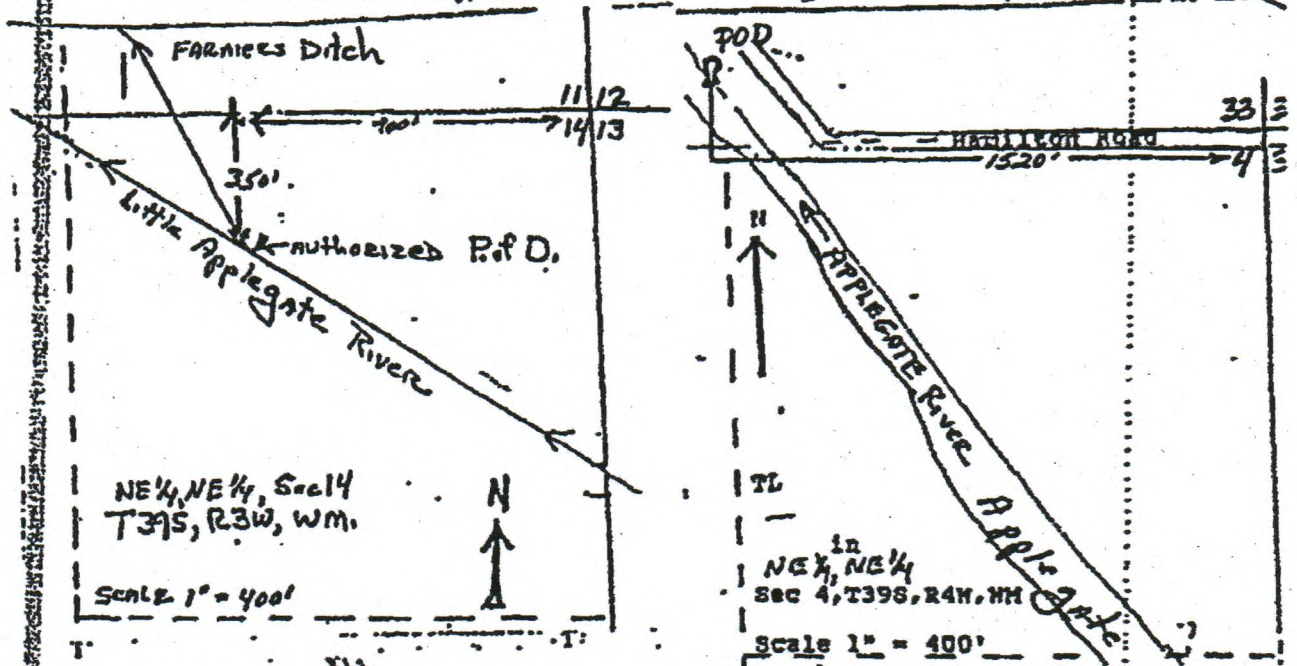 FARMERS Ditch
11 12
14 13
900'
350'
AUTHORIZED P.of D.
Little Applegate River
NE¼, NE¼, Sec 14
T39S, R3W, WM.
N
SCALE 1" = 400'
POD
33
HAMILTON ROAD
1520'
4
APPLEGATE River
Applegate
TL
in
NE¼, NE¼
Sec 4, T39S, R4W, WM
Scale 1" = 400'